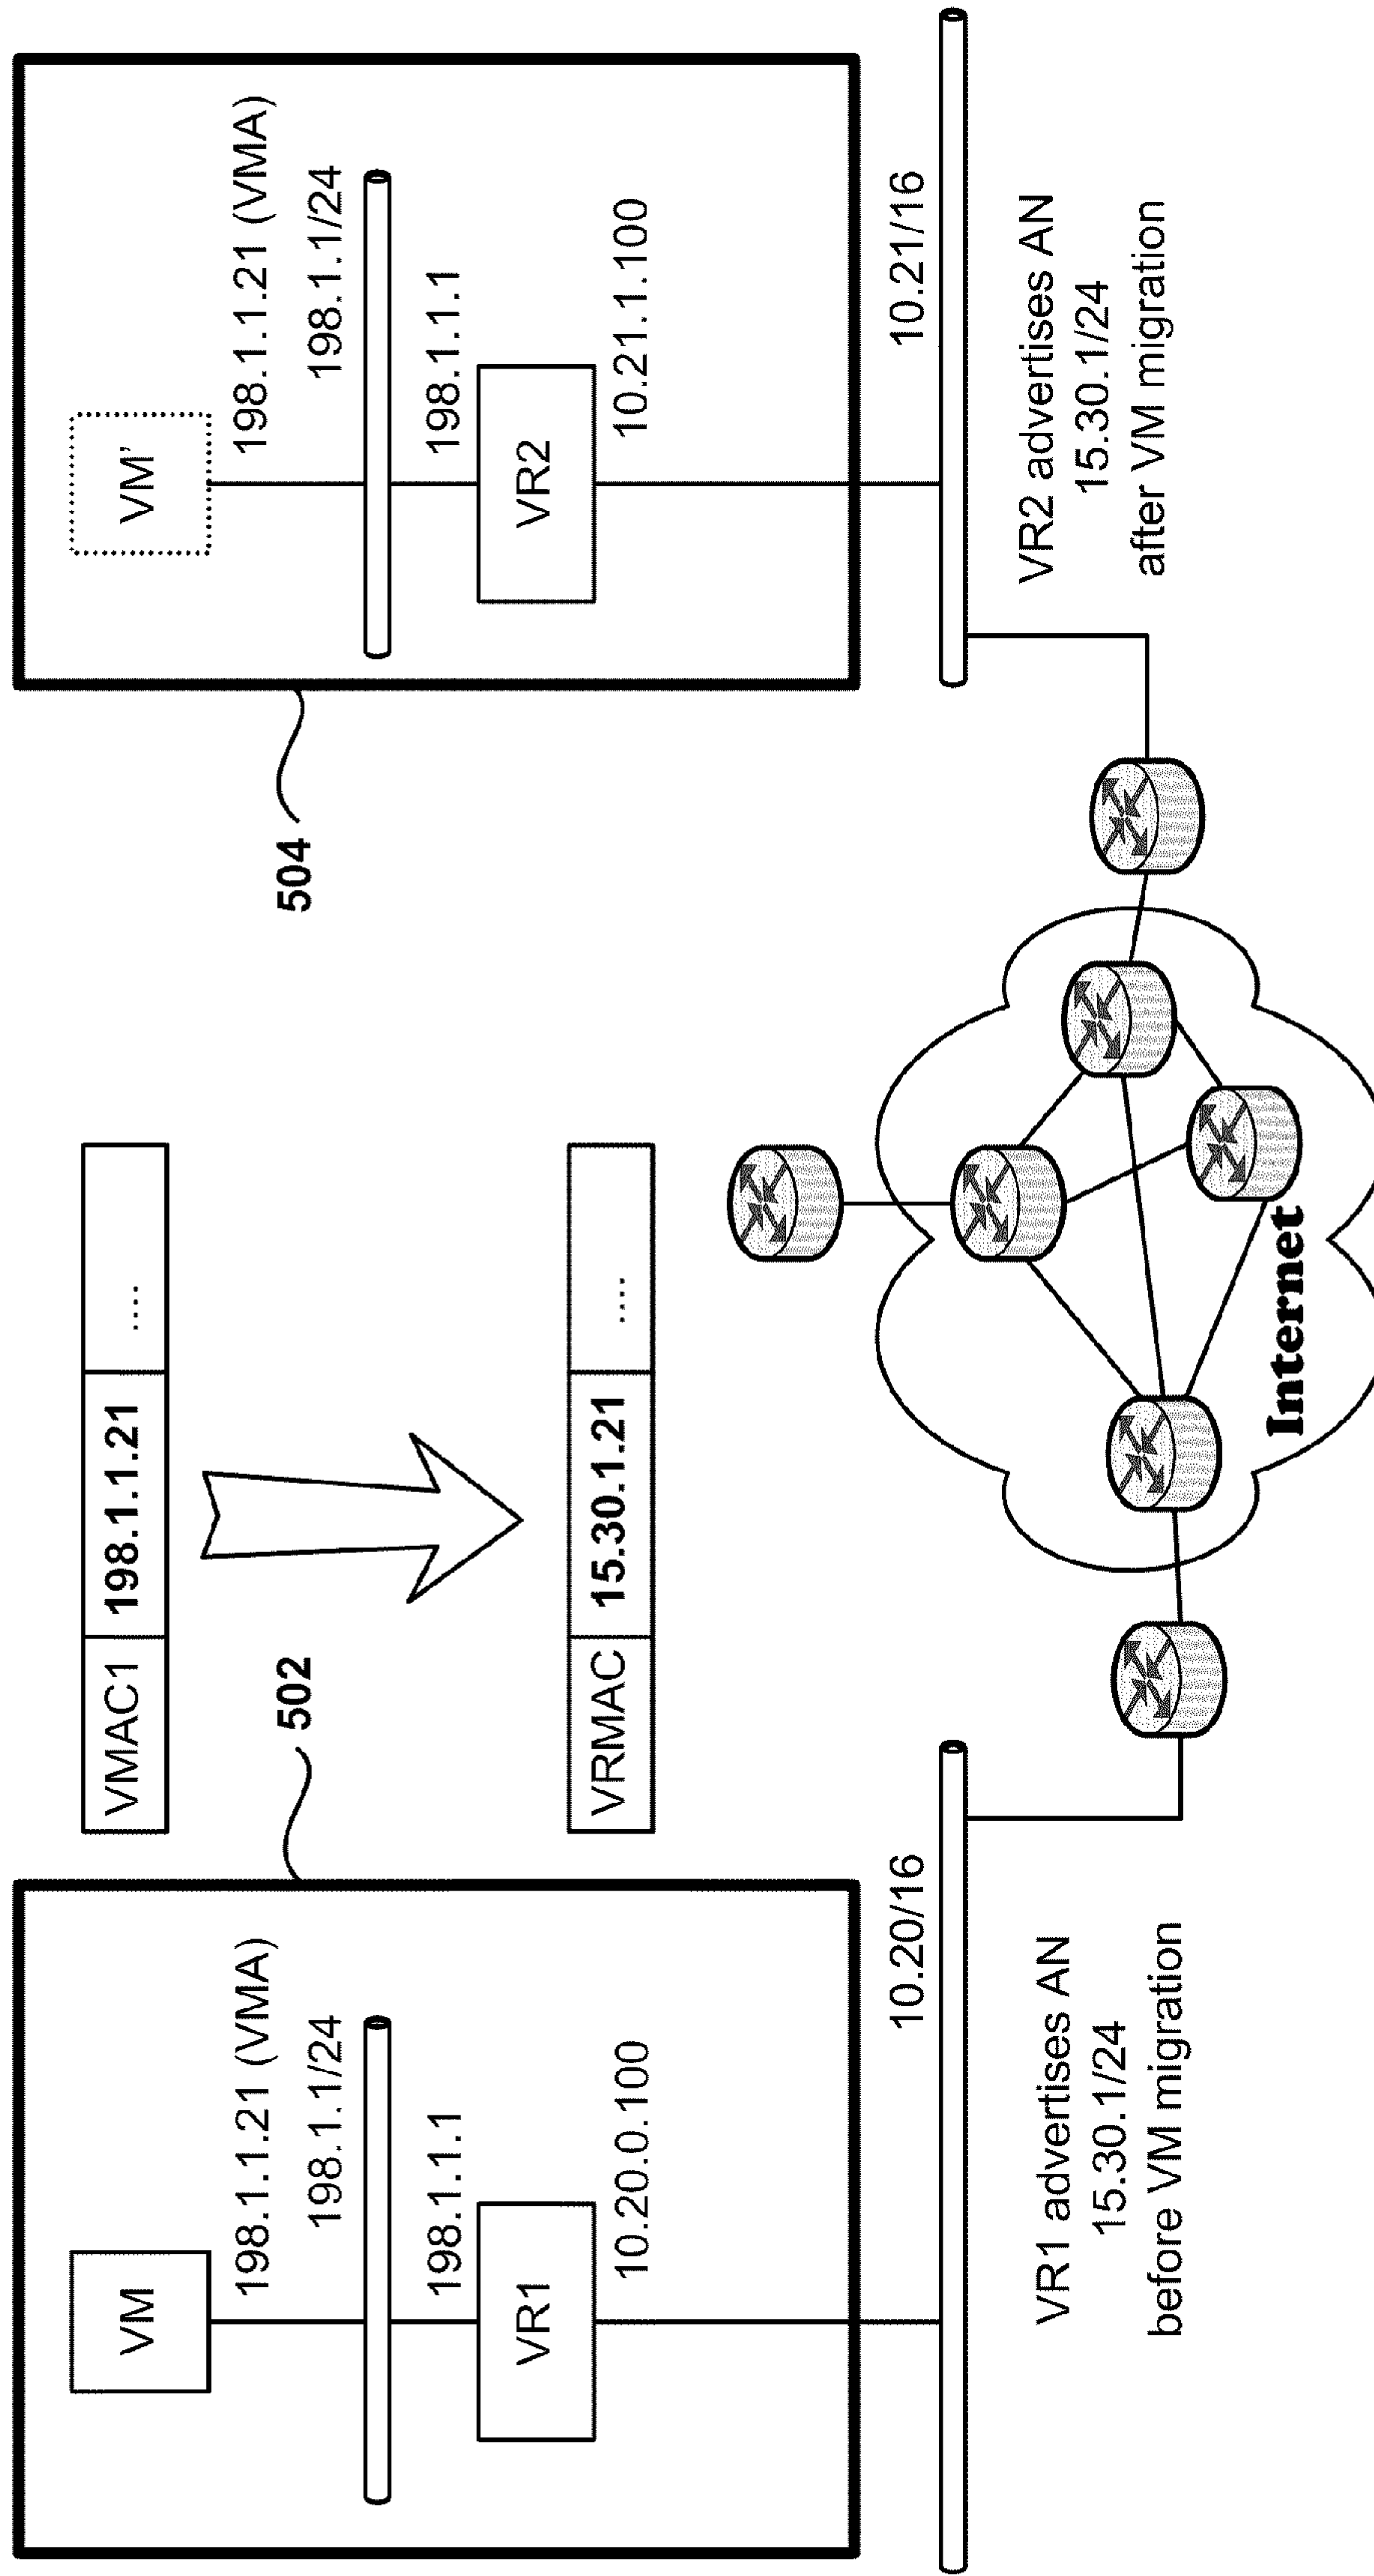 VM
198.1.1.21 (VMA)
198.1.1/24
198.1.1.1
VR1
10.20.0.100
10.20/16
VR1 advertises AN
15.30.1/24
before VM migration
502
VMAC1 198.1.1.21 ....
VRMAC 15.30.1.21 ....
Internet
504
VM'
198.1.1.21 (VMA)
198.1.1/24
198.1.1.1
VR2
10.21.1.100
10.21/16
VR2 advertises AN
15.30.1/24
after VM migration